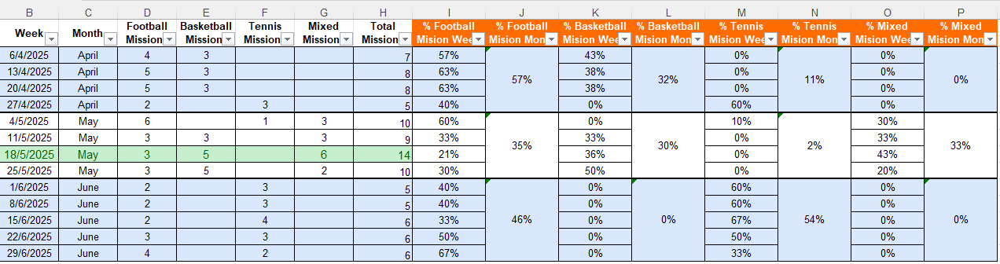 B C D E F G H I J K L M N O P
Week Month Football Mission Basketball Mission Tennis Mission Mixed Mission Total Mission % Football Mision Wee % Football Mision Mon % Basketball Mision Wee % Basketball Mision Mon % Tennis Mision Wee % Tennis Mision Mon % Mixed Mision Wee % Mixed Mision Mon
6/4/2025 April 4 3 7 57% 43% 0% 0%
13/4/2025 April 5 3 8 63% 38% 0% 0%
57% 32% 11% 0%
20/4/2025 April 5 3 8 63% 38% 0% 0%
27/4/2025 April 2 3 5 40% 0% 60% 0%
4/5/2025 May 6 1 3 10 60% 0% 10% 30%
11/5/2025 May 3 3 3 9 33% 33% 0% 33%
35% 30% 2% 33%
18/5/2025 May 3 5 6 14 21% 36% 0% 43%
25/5/2025 May 3 5 2 10 30% 50% 0% 20%
1/6/2025 June 2 3 5 40% 0% 60% 0%
8/6/2025 June 2 3 5 40% 0% 60% 0%
15/6/2025 June 2 4 6 33% 46% 0% 0% 67% 54% 0% 0%
22/6/2025 June 3 3 6 50% 0% 50% 0%
29/6/2025 June 4 2 6 67% 0% 33% 0%